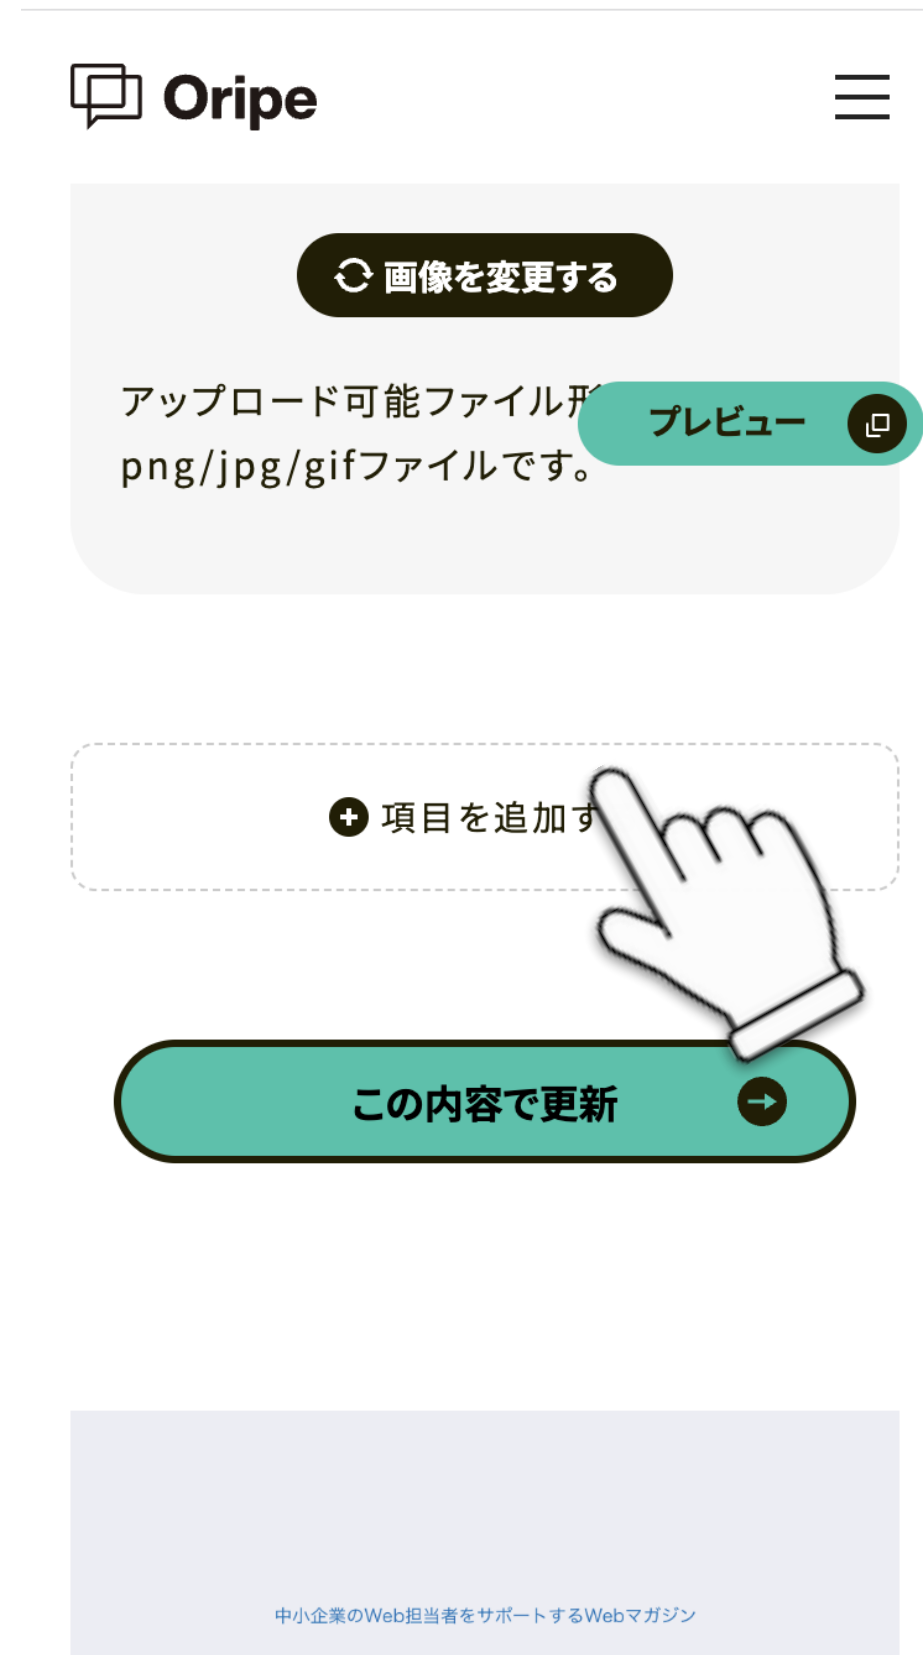 Oripe
画像を変更する
アップロード可能ファイル形
プレビュー
png/jpg/gifファイルです。
項目を追加す
この内容で更新
中小企業のWeb担当者をサポートするWebマガジン